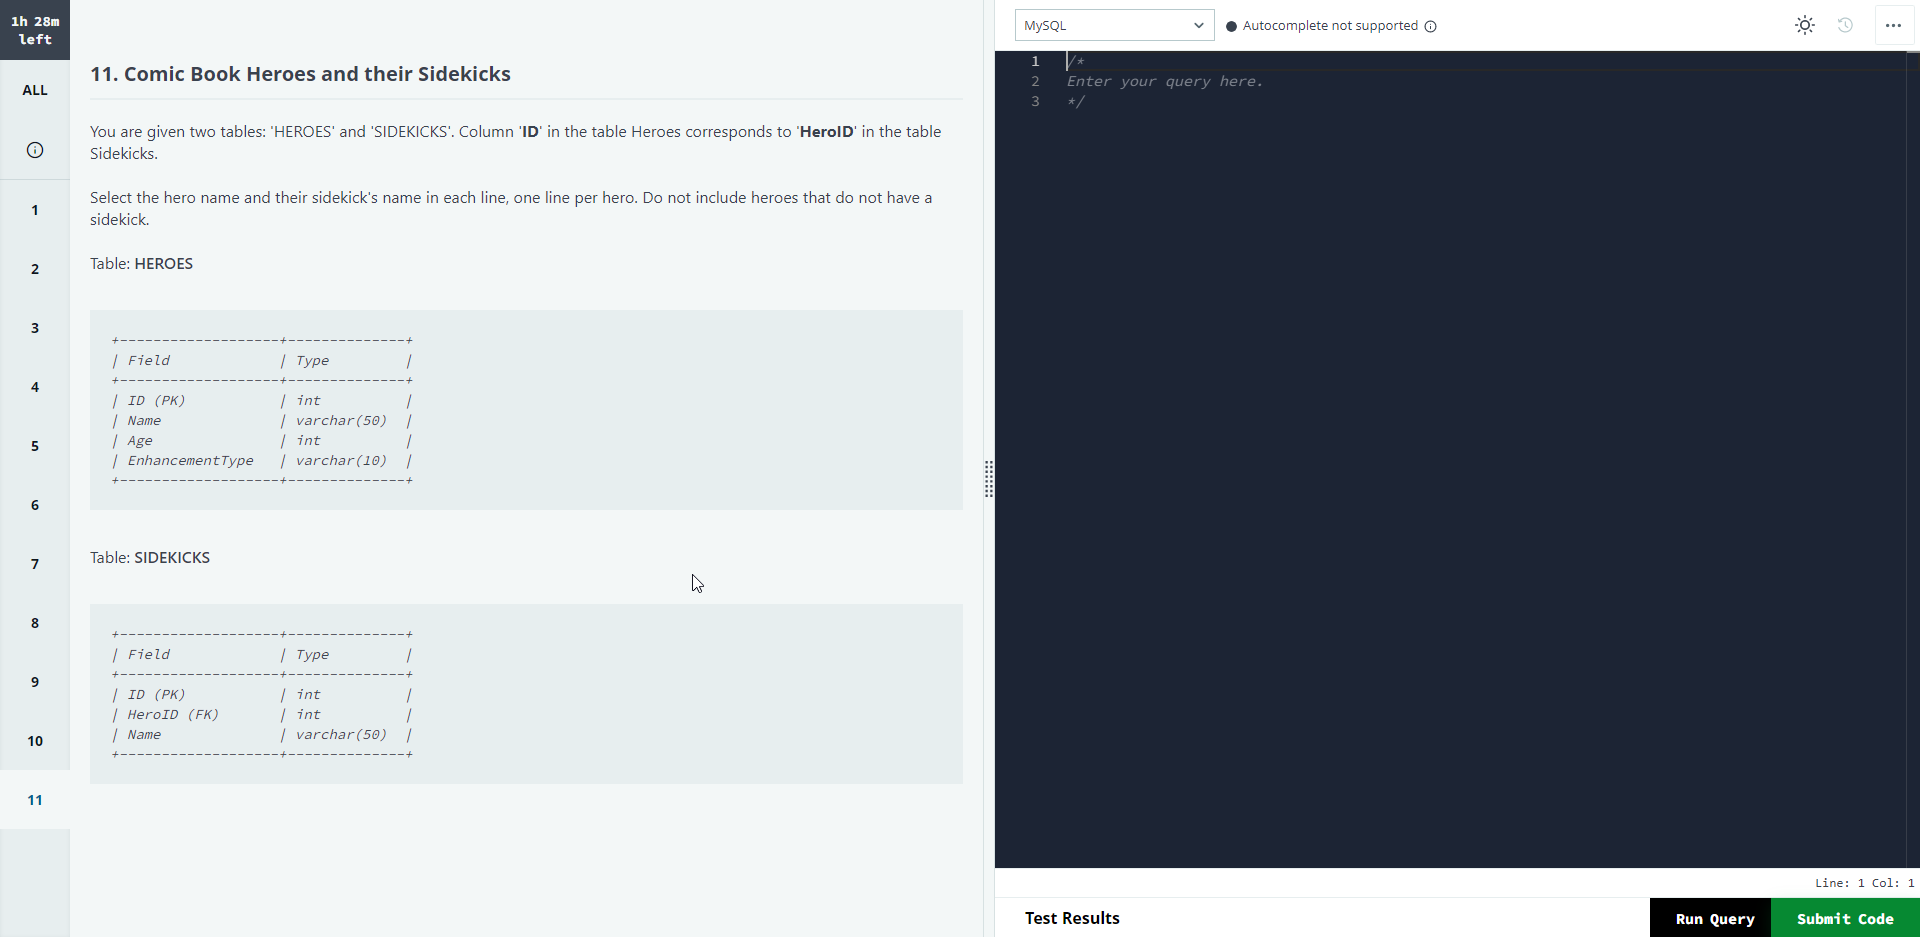 1h 28m
left
ALL
1
2
3
4
5
6
7
8
9
10
11
11. Comic Book Heroes and their Sidekicks
You are given two tables: 'HEROES' and 'SIDEKICKS'. Column 'ID' in the table Heroes corresponds to 'HeroID' in the table
Sidekicks.
Select the hero name and their sidekick's name in each line, one line per hero. Do not include heroes that do not have a
sidekick.
Table: HEROES
+-------------------+--------------+
| Field             | Type         |
+-------------------+--------------+
| ID (PK)           | int          |
| Name              | varchar(50)  |
| Age               | int          |
| EnhancementType   | varchar(10)  |
+-------------------+--------------+
Table: SIDEKICKS
+-------------------+--------------+
| Field             | Type         |
+-------------------+--------------+
| ID (PK)           | int          |
| HeroID (FK)       | int          |
| Name              | varchar(50)  |
+-------------------+--------------+
MySQL
Autocomplete not supported
1 /*
2 Enter your query here.
3 */
Line: 1 Col: 1
Test Results
Run Query
Submit Code